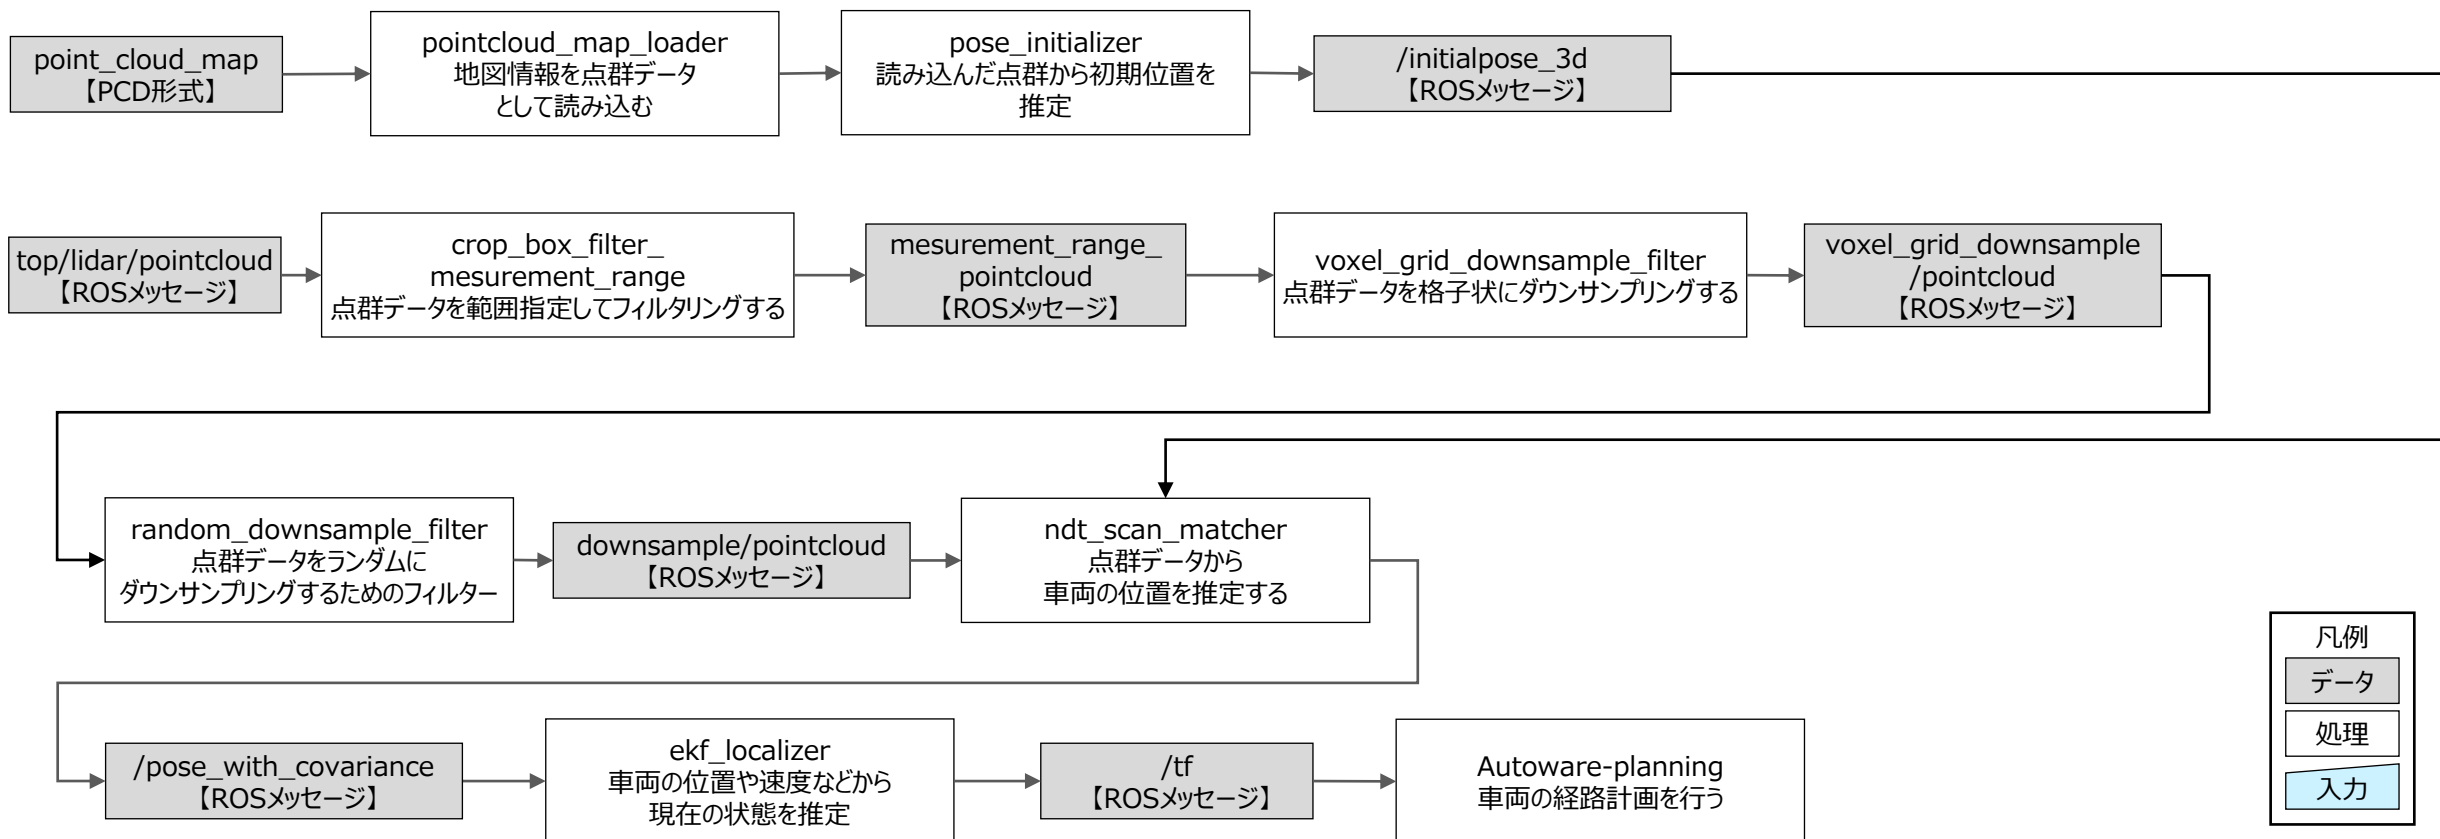 point_cloud_map
【PCD形式】
pointcloud_map_loader
地図情報を点群データ
として読み込む
pose_initializer
読み込んだ点群から初期位置を
推定
/initialpose_3d
【ROSメッセージ】
top/lidar/pointcloud
【ROSメッセージ】
crop_box_filter_
mesurement_range
点群データを範囲指定してフィルタリングする
mesurement_range_
pointcloud
【ROSメッセージ】
voxel_grid_downsample_filter
点群データを格子状にダウンサンプリングする
voxel_grid_downsample
/pointcloud
【ROSメッセージ】
random_downsample_filter
点群データをランダムに
ダウンサンプリングするためのフィルター
downsample/pointcloud
【ROSメッセージ】
ndt_scan_matcher
点群データから
車両の位置を推定する
/pose_with_covariance
【ROSメッセージ】
ekf_localizer
車両の位置や速度などから
現在の状態を推定
/tf
【ROSメッセージ】
Autoware-planning
車両の経路計画を行う
凡例
データ
処理
入力